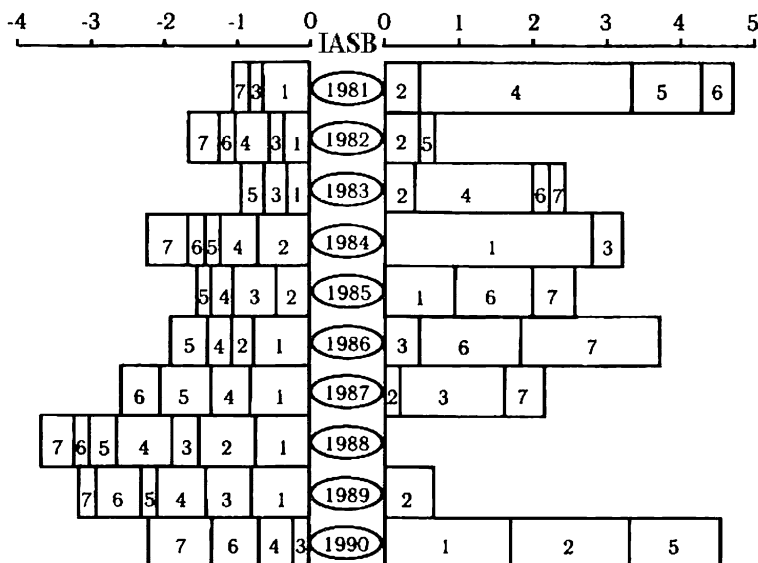 -4 -3 -2 -1 0 0 1 2 3 4 5
IASB
7 3 1 1981 2 4 5 6
7 6 4 3 1 1982 2 5
5 3 1 1983 2 4 6 7
7 6 5 4 2 1984 1 3
5 4 3 2 1985 1 6 7
5 4 2 1 1986 3 6 7
6 5 4 1 1987 2 3 7
7 6 5 4 3 2 1 1988
7 6 5 4 3 1 1989 2
7 6 4 3 1990 1 2 5